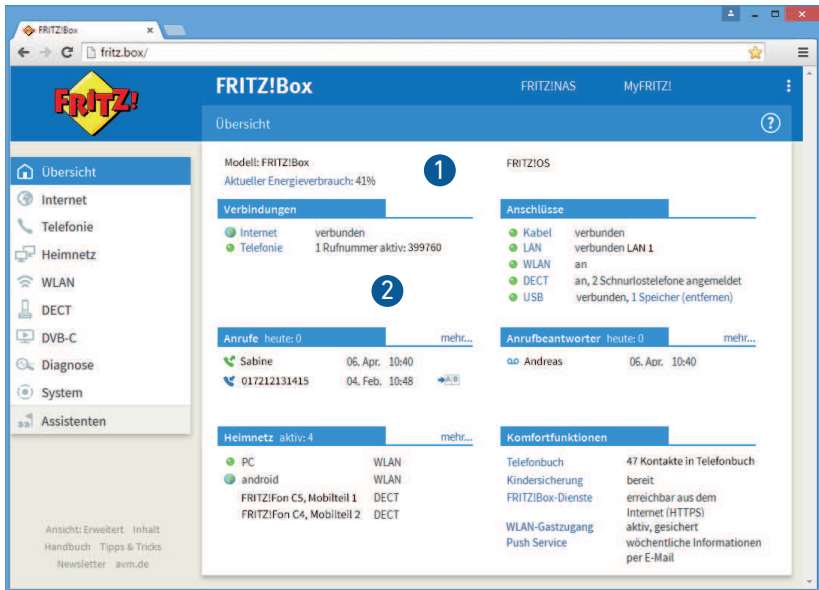 FRITZ!Box
fritz.box/
FRITZ!
FRITZ!Box
FRITZ!NAS
MyFRITZ!
Übersicht
?
Übersicht
Internet
Telefonie
Heimnetz
WLAN
DECT
DVB-C
Diagnose
System
Assistenten
Ansicht: Erweitert Inhalt
Handbuch Tipps & Tricks
Newsletter avm.de
Modell: FRITZ!Box
Aktueller Energieverbrauch: 41%
1
FRITZ!OS
Verbindungen
Internet verbunden
Telefonie 1 Rufnummer aktiv: 399760
2
Anschlüsse
Kabel verbunden
LAN verbunden LAN 1
WLAN an
DECT an, 2 Schnurlostelefone angemeldet
USB verbunden, 1 Speicher (entfernen)
Anrufe heute: 0 mehr...
Sabine 06. Apr. 10:40
017212131415 04. Feb. 10:48 A B
Anrufbeantworter heute: 0 mehr...
Andreas 06. Apr. 10:40
Heimnetz aktiv: 4 mehr...
PC WLAN
android WLAN
FRITZ!Fon C5, Mobilteil 1 DECT
FRITZ!Fon C4, Mobilteil 2 DECT
Komfortfunktionen
Telefonbuch 47 Kontakte in Telefonbuch
Kindersicherung bereit
FRITZ!Box-Dienste erreichbar aus dem
Internet (HTTPS)
WLAN-Gastzugang aktiv, gesichert
Push Service wöchentliche Informationen
per E-Mail